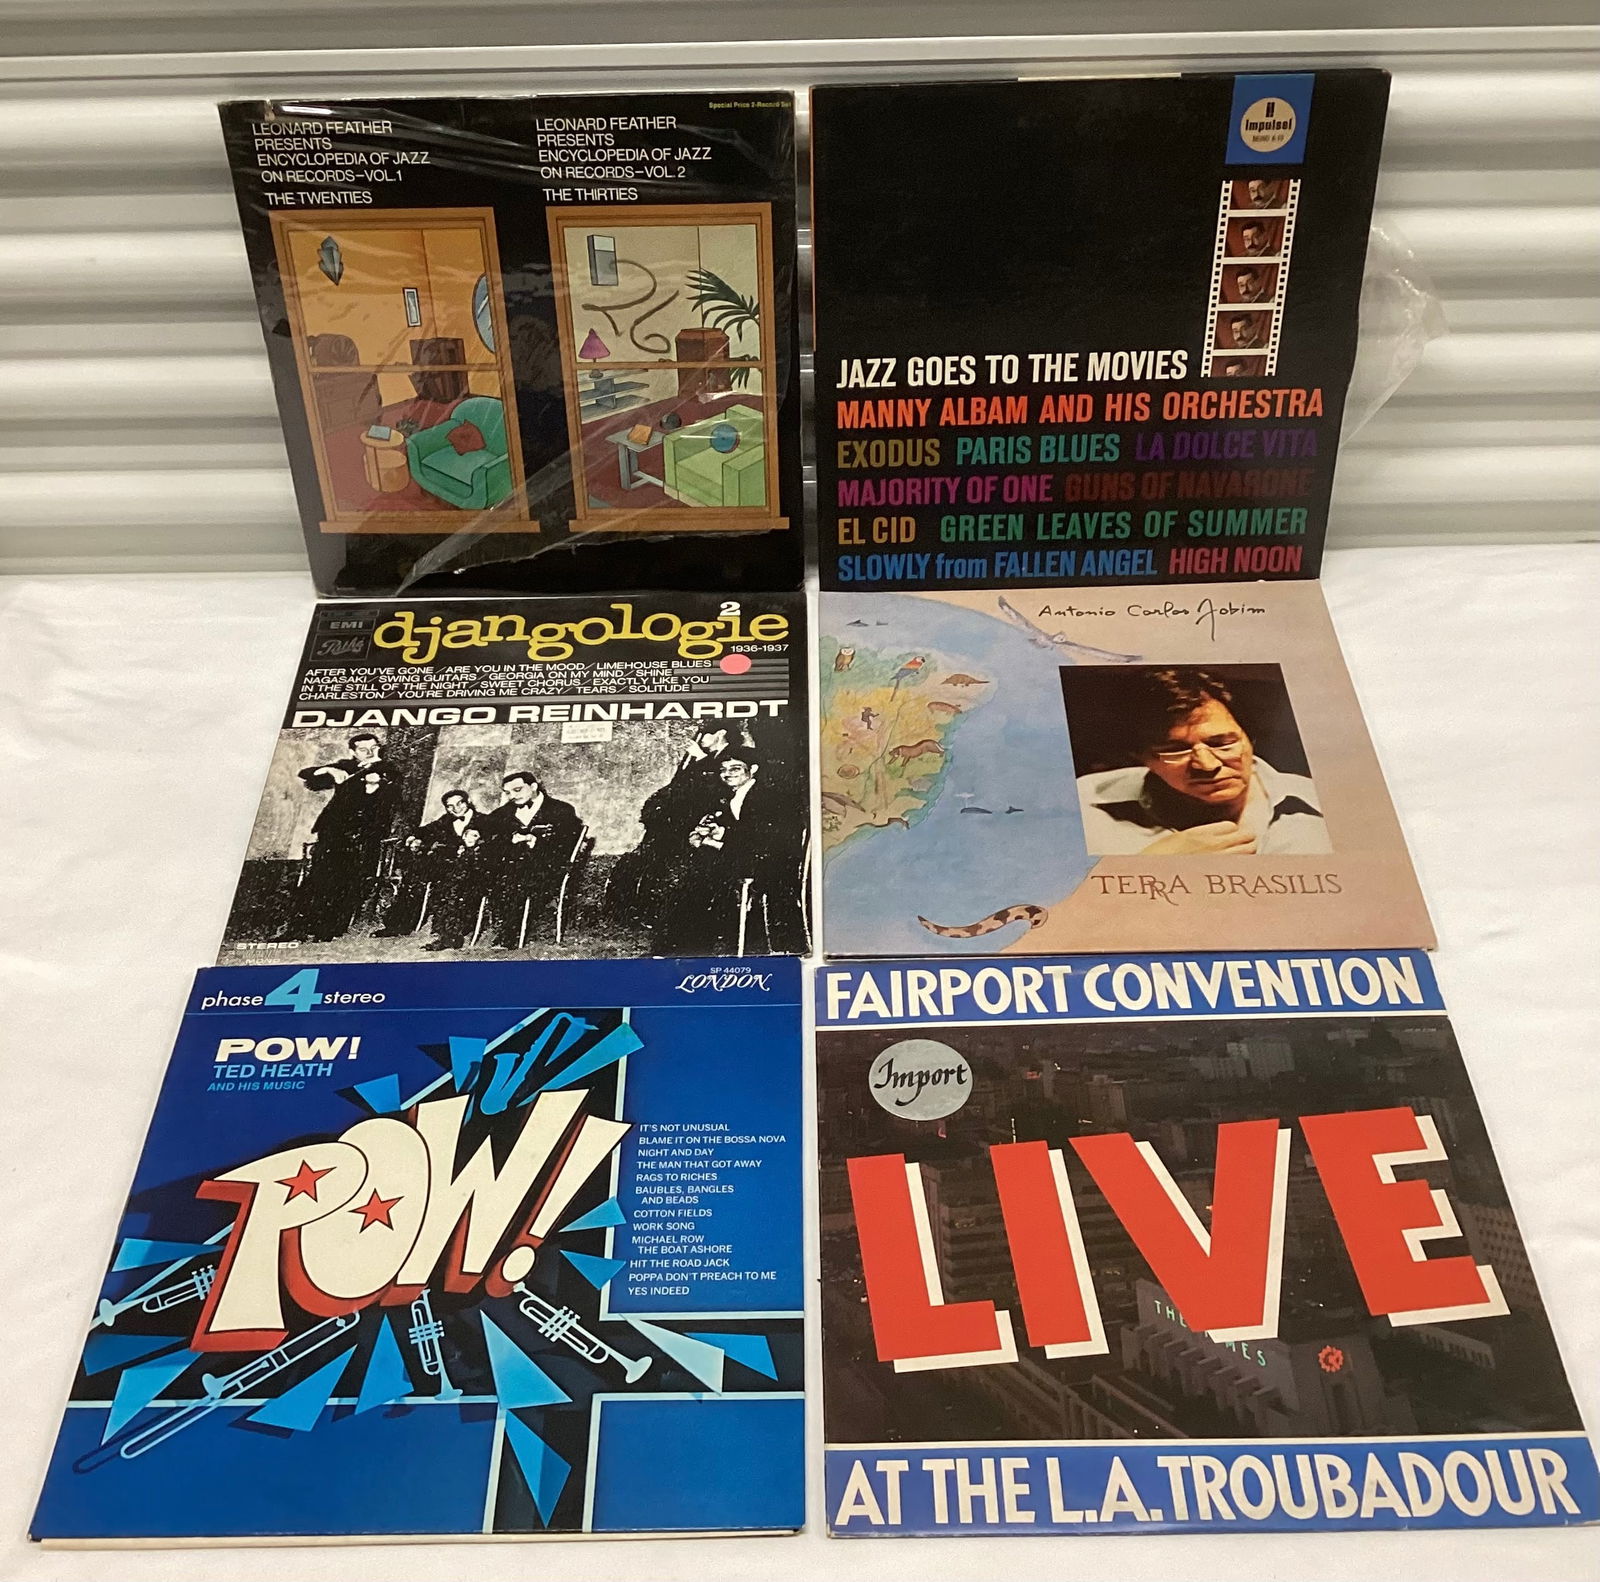 Special Price 2-Record Set
LEONARD FEATHER
PRESENTS
ENCYCLOPEDIA OF JAZZ
ON RECORDS–VOL.1
THE TWENTIES
LEONARD FEATHER
PRESENTS
ENCYCLOPEDIA OF JAZZ
ON RECORDS–VOL.2
THE THIRTIES
impulse!
JAZZ GOES TO THE MOVIES
MANNY ALBAM AND HIS ORCHESTRA
EXODUS PARIS BLUES LA DOLCE VITA
MAJORITY OF ONE GUNS OF NAVARONE
EL CID GREEN LEAVES OF SUMMER
SLOWLY from FALLEN ANGEL HIGH NOON
EMI
Pathé
djangologie 2
1936-1937
AFTER YOU'VE GONE / ARE YOU IN THE MOOD / LIMEHOUSE BLUES
NAGASAKI / SWING GUITARS / GEORGIA ON MY MIND / SHINE
IN THE STILL OF THE NIGHT / SWEET CHORUS / EXACTLY LIKE YOU
CHARLESTON / YOU'RE DRIVING ME CRAZY / TEARS / SOLITUDE
DJANGO REINHARDT
STEREO
Antonio Carlos Jobim
TERRA BRASILIS
phase 4 stereo
SP 44079
LONDON
POW!
TED HEATH
AND HIS MUSIC
POW!
IT'S NOT UNUSUAL
BLAME IT ON THE BOSSA NOVA
NIGHT AND DAY
THE MAN THAT GOT AWAY
RAGS TO RICHES
BAUBLES, BANGLES
AND BEADS
COTTON FIELDS
WORK SONG
MICHAEL ROW
THE BOAT ASHORE
HIT THE ROAD JACK
POPPA DON'T PREACH TO ME
YES INDEED
FAIRPORT CONVENTION
Import
LIVE
AT THE L.A. TROUBADOUR